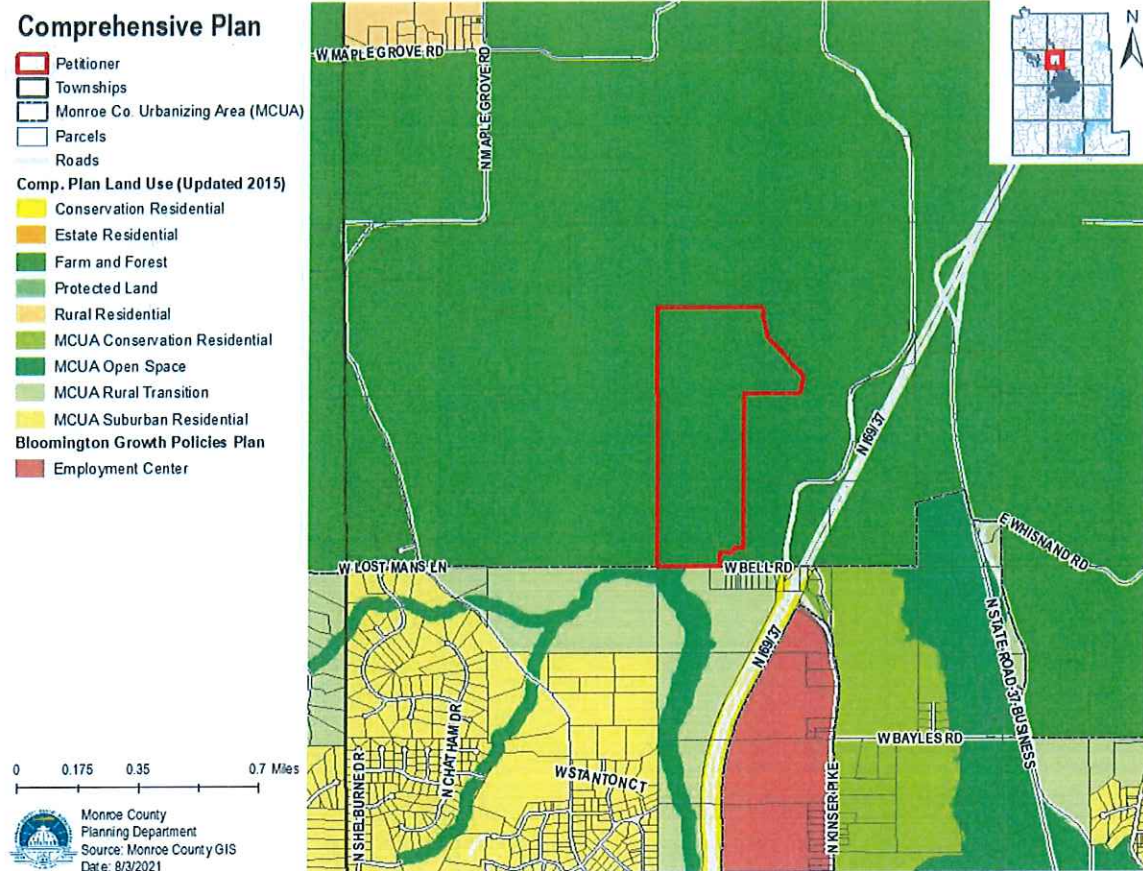 Comprehensive Plan
Petitioner
Townships
Monroe Co. Urbanizing Area (MCUA)
Parcels
Roads
Comp. Plan Land Use (Updated 2015)
Conservation Residential
Estate Residential
Farm and Forest
Protected Land
Rural Residential
MCUA Conservation Residential
MCUA Open Space
MCUA Rural Transition
MCUA Suburban Residential
Bloomington Growth Policies Plan
Employment Center
0 0.175 0.35 0.7 Miles
Monroe County
Planning Department
Source: Monroe County GIS
Date: 8/3/2021
N
W MAPLE GROVE RD
N MAPLE GROVE RD
N I69/37
E WHISNAND RD
W LOST MANS LN
W BELL RD
N I69/37
N STATE ROAD 37 BUSINESS
W BAYLES RD
N CHATHAM DR
W STANTON CT
N SHELBURNE DR
N KINSER PIKE